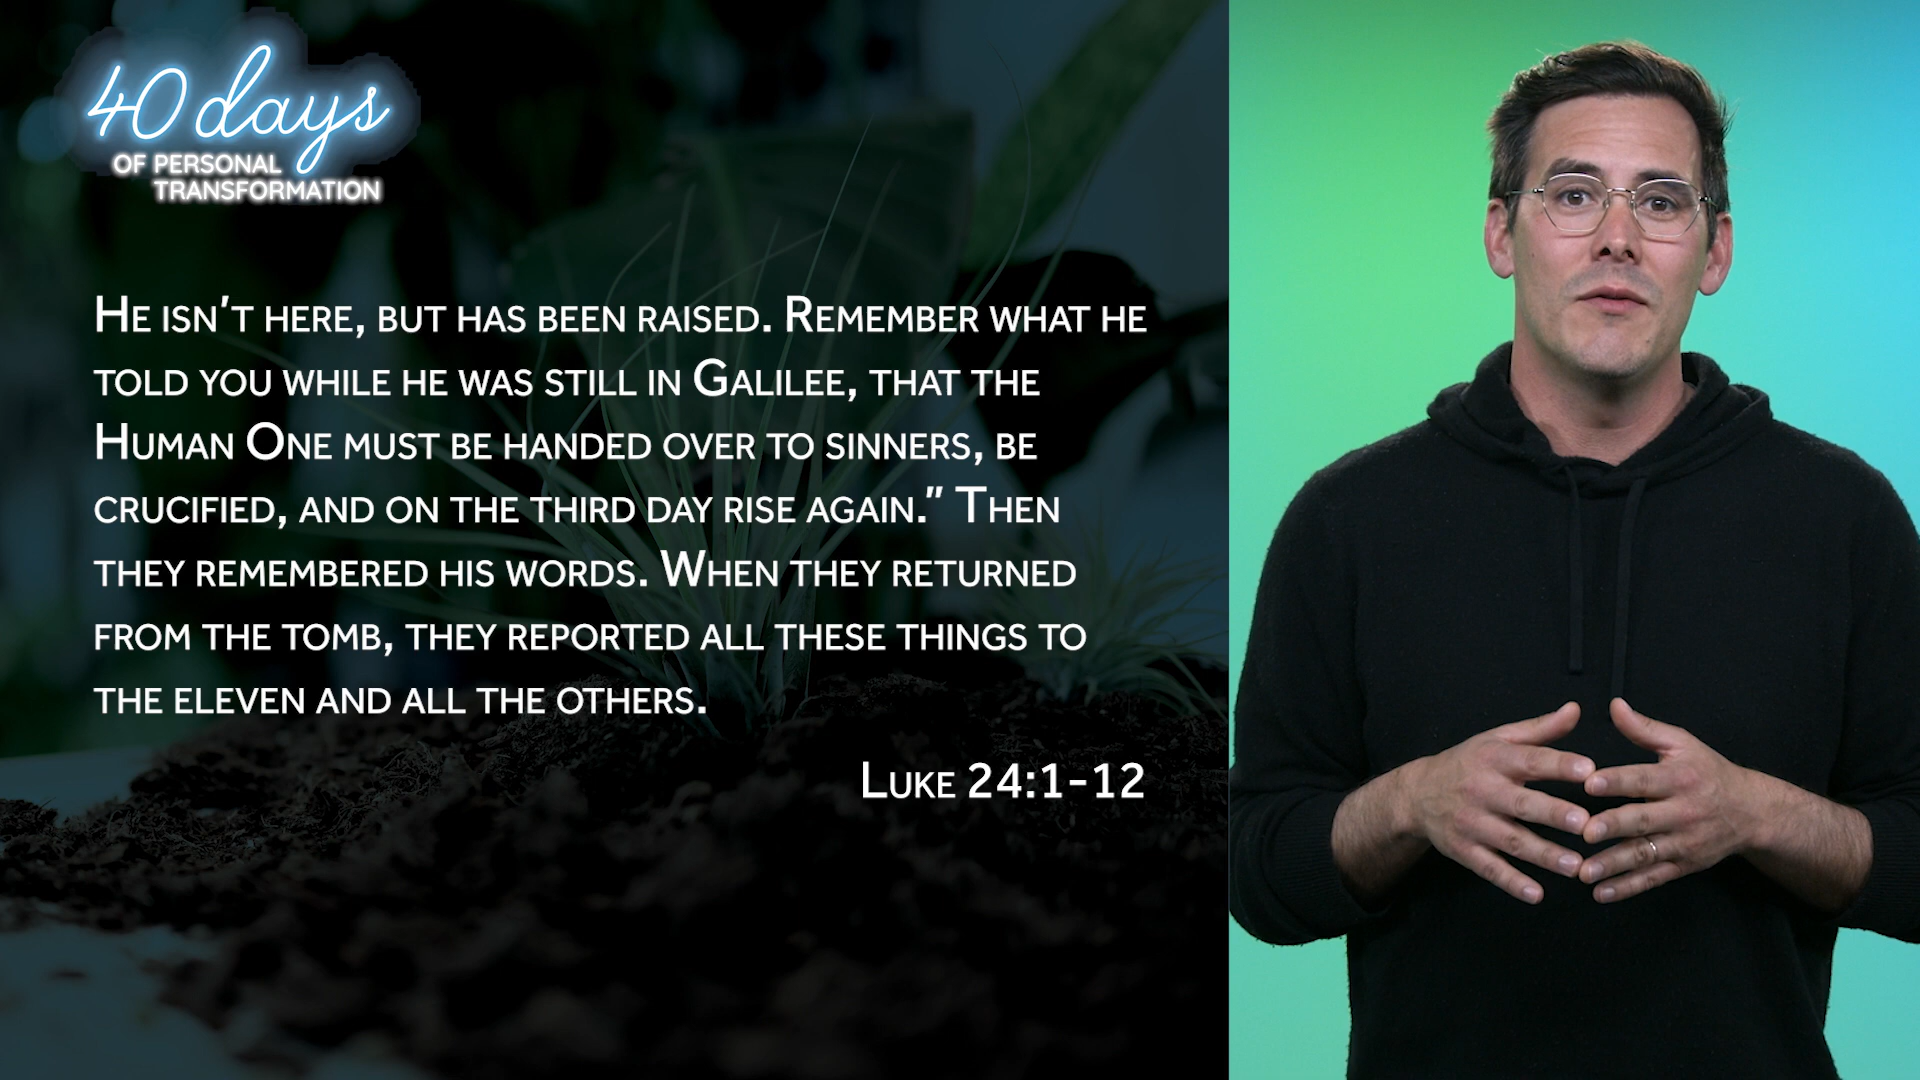 40 days
OF PERSONAL
TRANSFORMATION
He isn't here, but has been raised. Remember what he
told you while he was still in Galilee, that the
Human One must be handed over to sinners, be
crucified, and on the third day rise again." Then
they remembered his words. When they returned
from the tomb, they reported all these things to
the eleven and all the others.
Luke 24:1-12